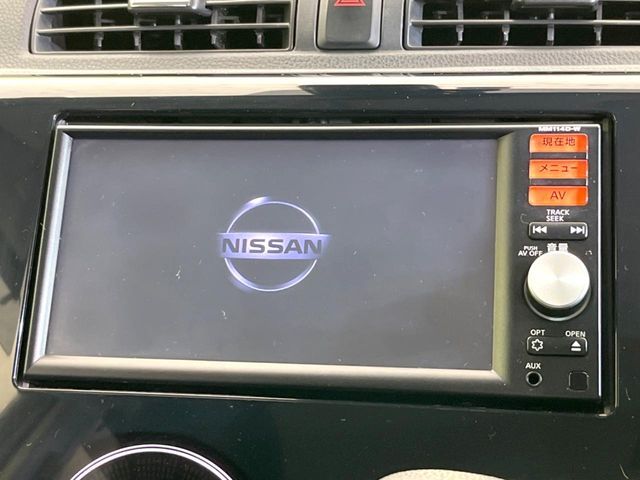 MM114D-W
現在地
メニュー
AV
TRACK
SEEK
NISSAN
PUSH
AV OFF
音量
OPT
OPEN
AUX